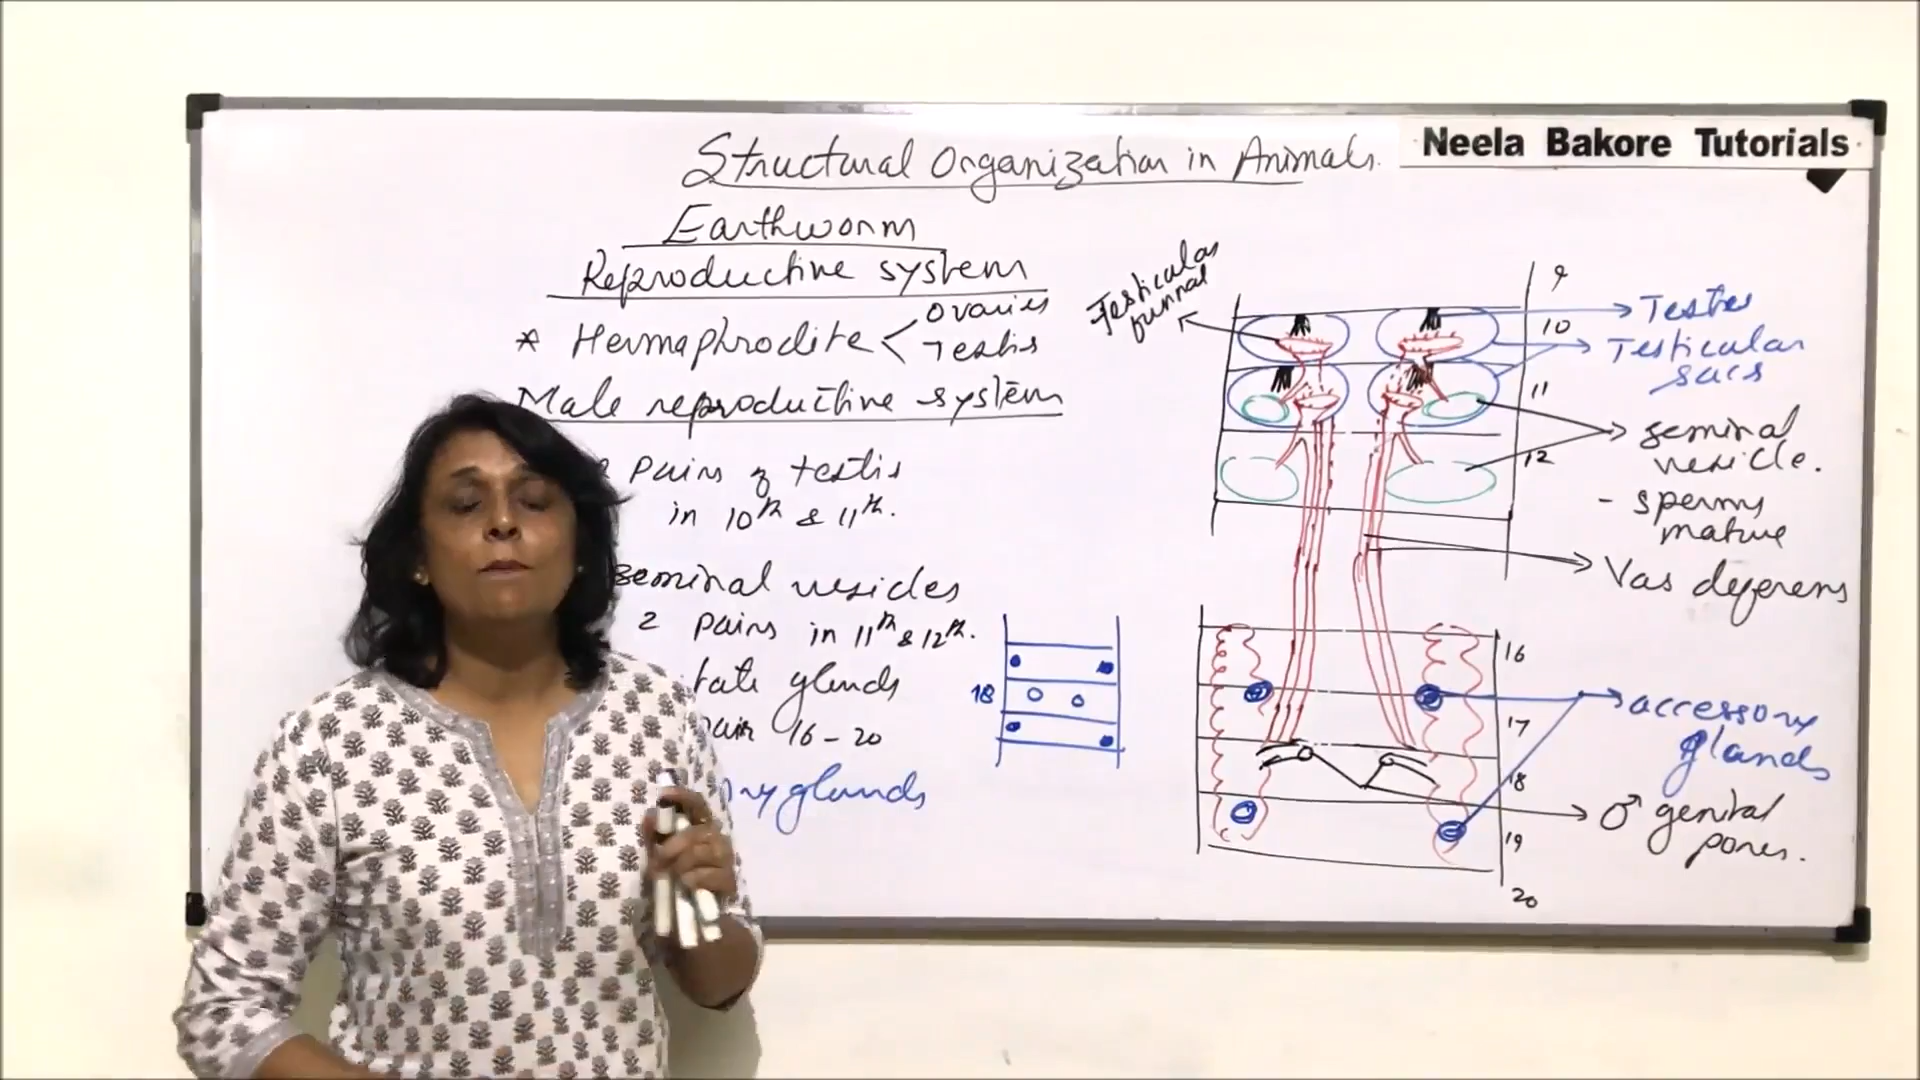 Structural Organization in Animals.
Neela Bakore Tutorials
Earthworm
Reproductive system
* Hermaphrodite < ovaries
Testis
Male reproductive system
Pairs of testis
in 10th & 11th.
Seminal vesicles
2 pairs in 11th & 12th.
tate glands
16 - 20
ory glands
18
Testicular
funnal
9
10
11
12
16
17
18
19
20
Testes
Testicular
sacs
seminal
vesicle.
- sperms
mature
Vas deferens
accessory
glands
♂ genital
pores.